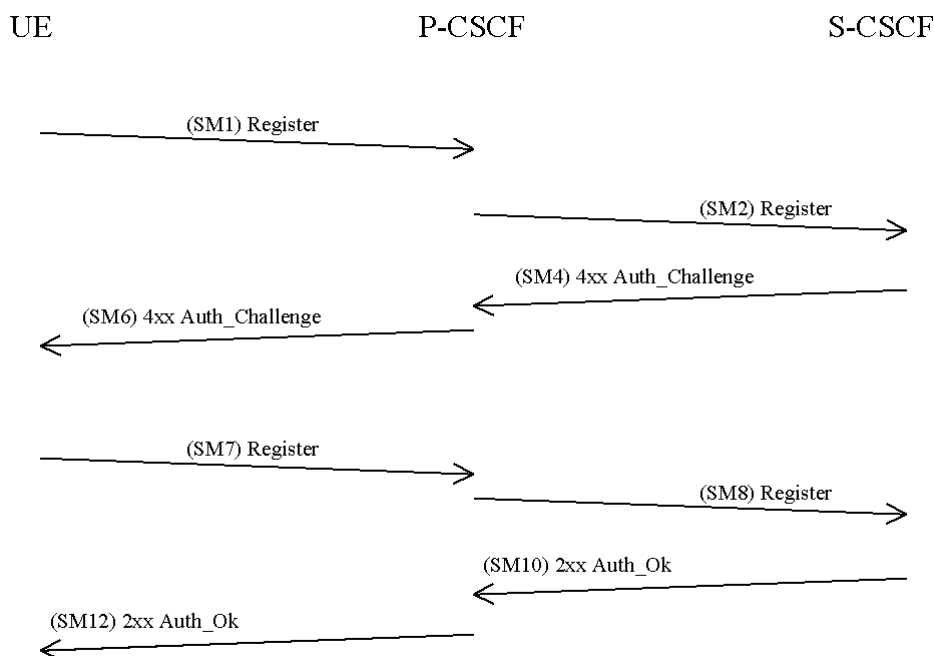 UE
P-CSCF
S-CSCF
(SM1) Register
(SM2) Register
(SM4) 4xx Auth_Challenge
(SM6) 4xx Auth_Challenge
(SM7) Register
(SM8) Register
(SM10) 2xx Auth_Ok
(SM12) 2xx Auth_Ok